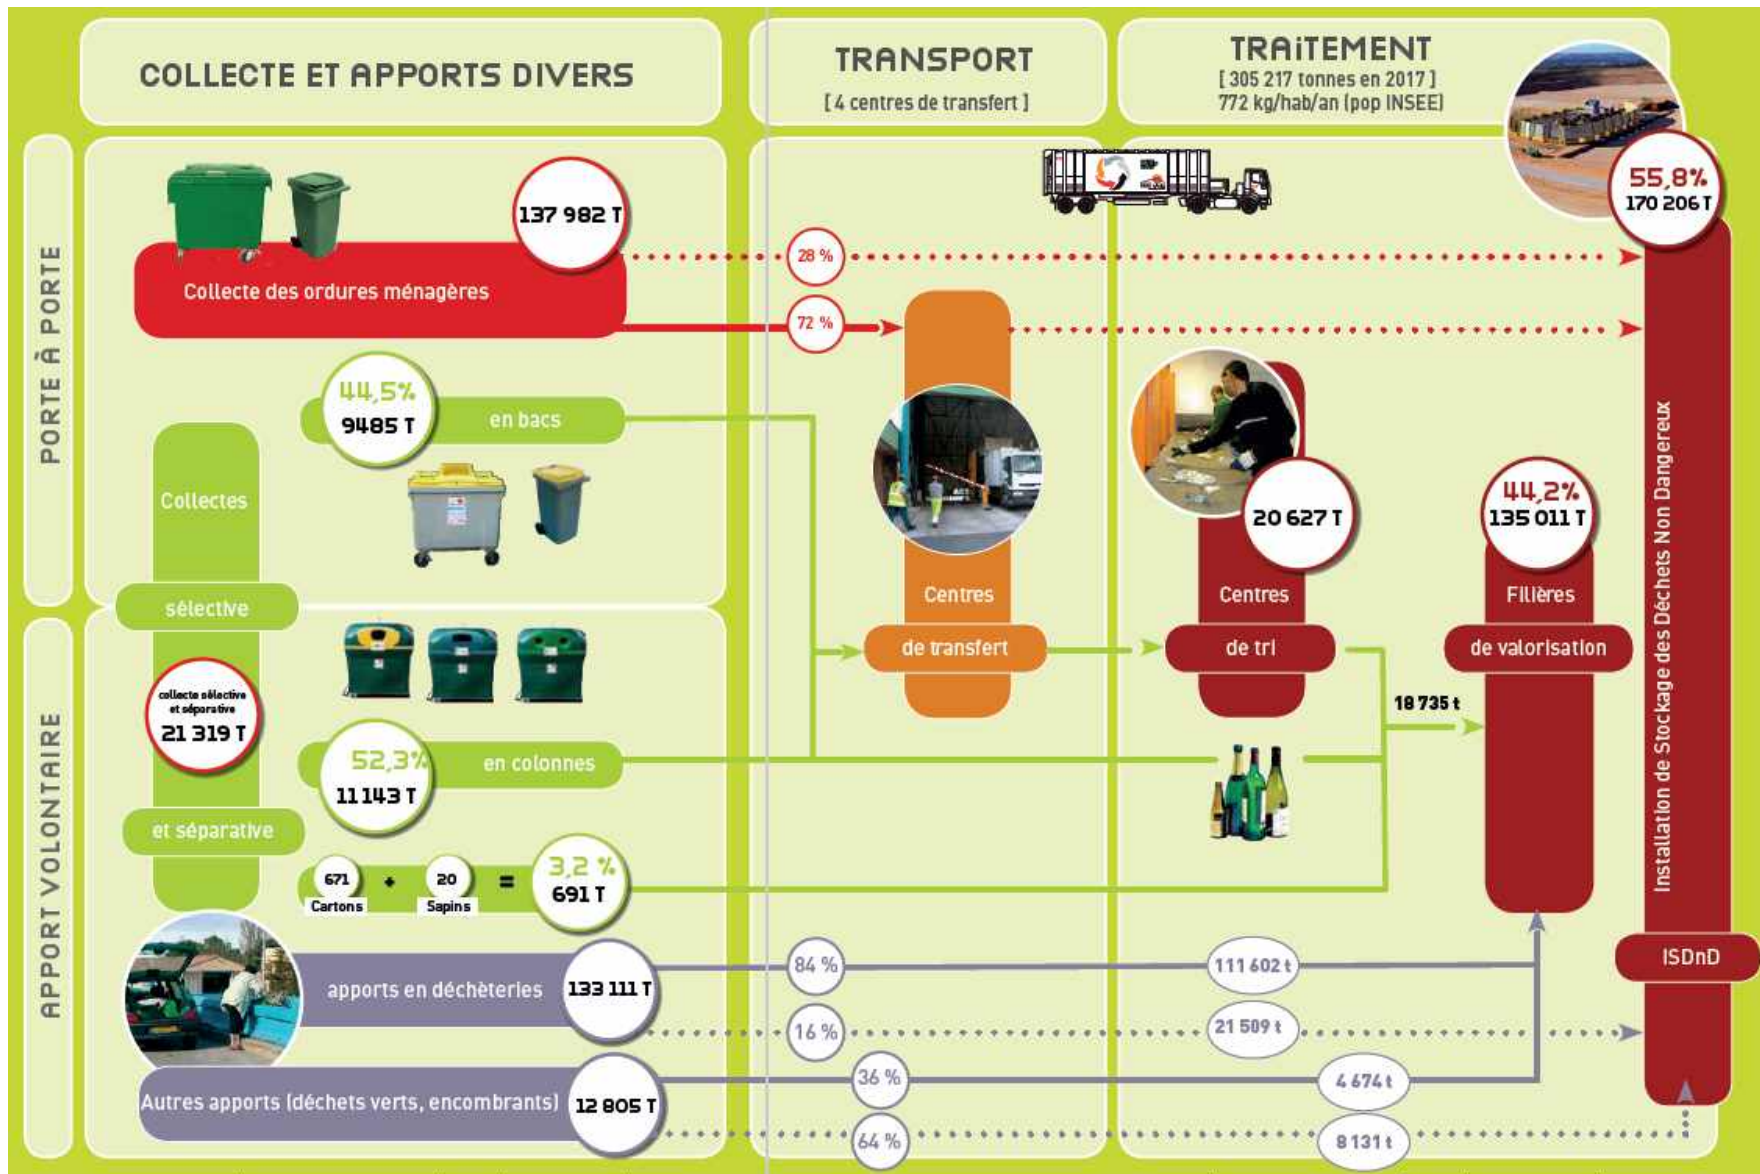 COLLECTE ET APPORTS DIVERS
TRANSPORT
[ 4 centres de transfert ]
TRAiTEMENT
[ 305 217 tonnes en 2017 ]
772 kg/hab/an (pop INSEE)
PORTE À PORTE
137 982 T
Collecte des ordures ménagères
28 %
72 %
55,8%
170 206 T
44,5%
9485 T
en bacs
Collectes
sélective
collecte sélective
et séparative
21 319 T
et séparative
Centres
de transfert
20 627 T
Centres
de tri
44,2%
135 011 T
Filières
de valorisation
18 735 t
Installation de Stockage des Déchets Non Dangereux
ISDnD
APPORT VOLONTAIRE
52,3%
11 143 T
en colonnes
671
Cartons
+
20
Sapins
=
3,2 %
691 T
apports en déchèteries
133 111 T
84 %
111 602 t
16 %
21 509 t
Autres apports (déchets verts, encombrants)
12 805 T
36 %
4 674 t
64 %
8 131 t